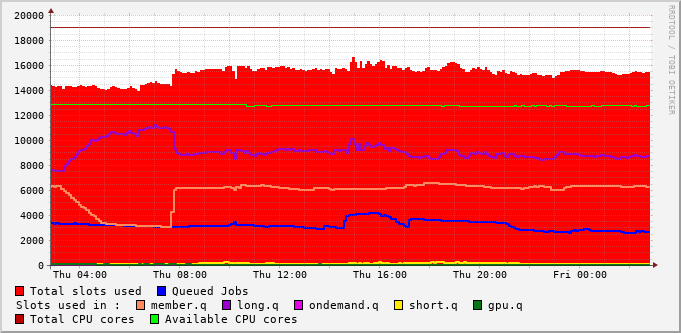 20000
18000
16000
14000
12000
10000
8000
6000
4000
2000
0
Thu 04:00 Thu 08:00 Thu 12:00 Thu 16:00 Thu 20:00 Fri 00:00
RRDTOOL / TOBI OETIKER
Total slots used Queued Jobs
Slots used in : member.q long.q ondemand.q short.q gpu.q
Total CPU cores Available CPU cores